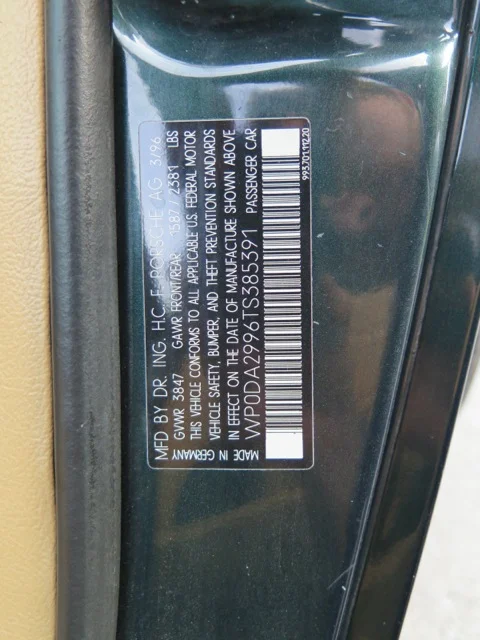 MFD BY DR. ING. H.C. F. PORSCHE AG 3/96
GVWR 3847 GAWR FRONT/REAR 1587 / 2381 LBS
THIS VEHICLE CONFORMS TO ALL APPLICABLE U.S. FEDERAL MOTOR
VEHICLE SAFETY, BUMPER, AND THEFT PREVENTION STANDARDS
IN EFFECT ON THE DATE OF MANUFACTURE SHOWN ABOVE
WP0DA2996TS385391 PASSENGER CAR
MADE IN GERMANY
993.701.112.20